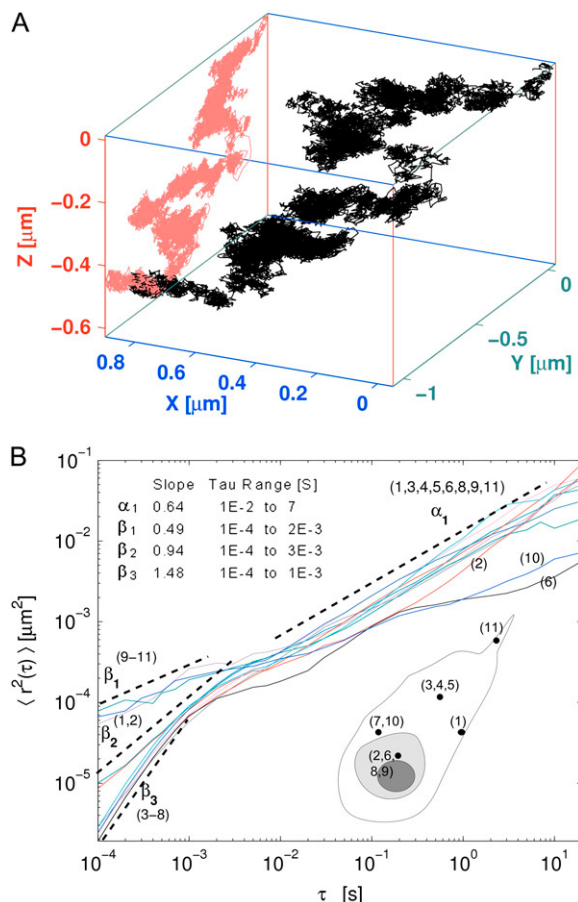 A
0
−0.2
−0.4
−0.6
Z [μm]
0.8
0.6
0.4
0.2
0
X [μm]
0
−0.5
−1
Y [μm]
B
10⁻¹
10⁻²
10⁻³
10⁻⁴
10⁻⁵
⟨ r²(τ) ⟩ [μm²]
Slope Tau Range [S]
α₁ 0.64 1E-2 to 7
β₁ 0.49 1E-4 to 2E-3
β₂ 0.94 1E-4 to 3E-3
β₃ 1.48 1E-4 to 1E-3
(1,3,4,5,6,8,9,11)
α₁
(2)
(10)
(6)
(9−11)
β₁
(1,2)
β₂
β₃
(3−8)
(11)
(3,4,5)
(7,10)
(1)
(2,6,
8,9)
10⁻⁴ 10⁻³ 10⁻² 10⁻¹ 10⁰ 10¹
τ [s]